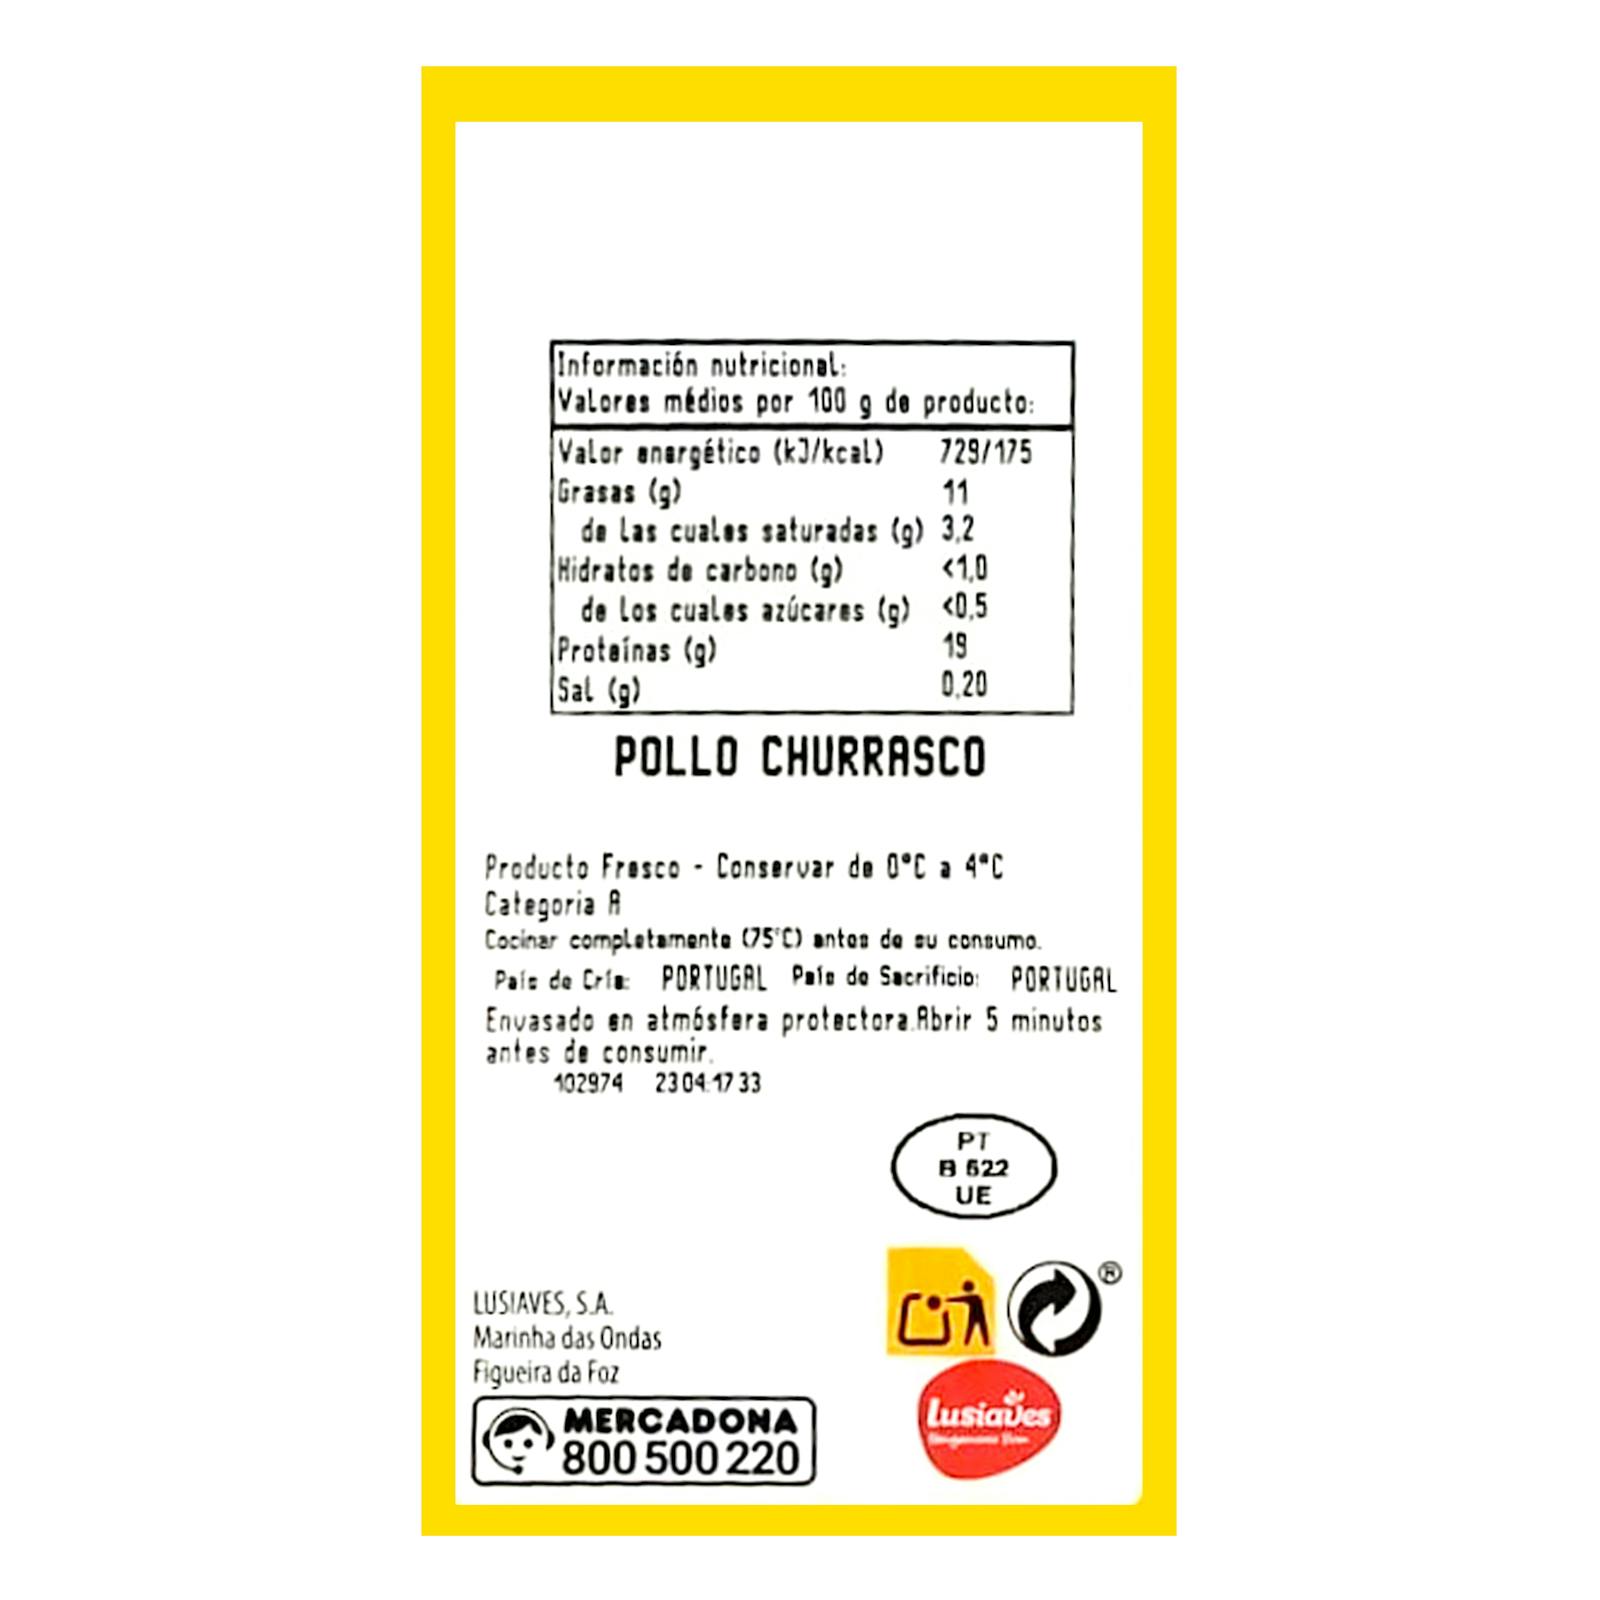 Información nutricional:
Valores médios por 100 g de producto:
Valor energético (kJ/kcal) 729/175
Grasas (g) 11
de las cuales saturadas (g) 3,2
Hidratos de carbono (g) <1,0
de los cuales azúcares (g) <0,5
Proteínas (g) 19
Sal (g) 0,20
POLLO CHURRASCO
Producto Fresco - Conservar de 0°C a 4°C
Categoria A
Cocinar completamente (75°C) antes de su consumo.
País de Cría: PORTUGAL País de Sacrificio: PORTUGAL
Envasado en atmósfera protectora.Abrir 5 minutos
antes de consumir.
102974 23 04:17 33
PT
B 622
UE
®
LUSIAVES, S.A.
Marinha das Ondas
Figueira da Foz
Lusiaves
MERCADONA
800 500 220